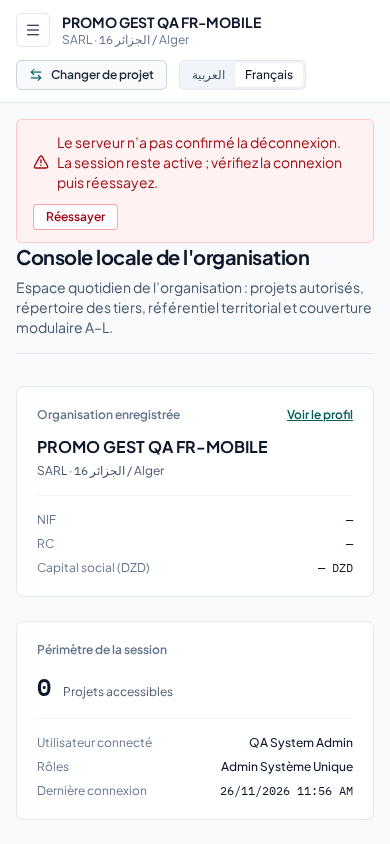 PROMO GEST QA FR-MOBILE
SARL · 16 الجزائر / Alger
Changer de projet
العربية
Français
Le serveur n’a pas confirmé la déconnexion.
La session reste active ; vérifiez la connexion
puis réessayez.
Réessayer
Console locale de l'organisation
Espace quotidien de l’organisation : projets autorisés,
répertoire des tiers, référentiel territorial et couverture
modulaire A–L.
Organisation enregistrée
Voir le profil
PROMO GEST QA FR-MOBILE
SARL · 16 الجزائر / Alger
NIF –
RC –
Capital social (DZD) – DZD
Périmètre de la session
0 Projets accessibles
Utilisateur connecté QA System Admin
Rôles Admin Système Unique
Dernière connexion 26/11/2026 11:56 AM